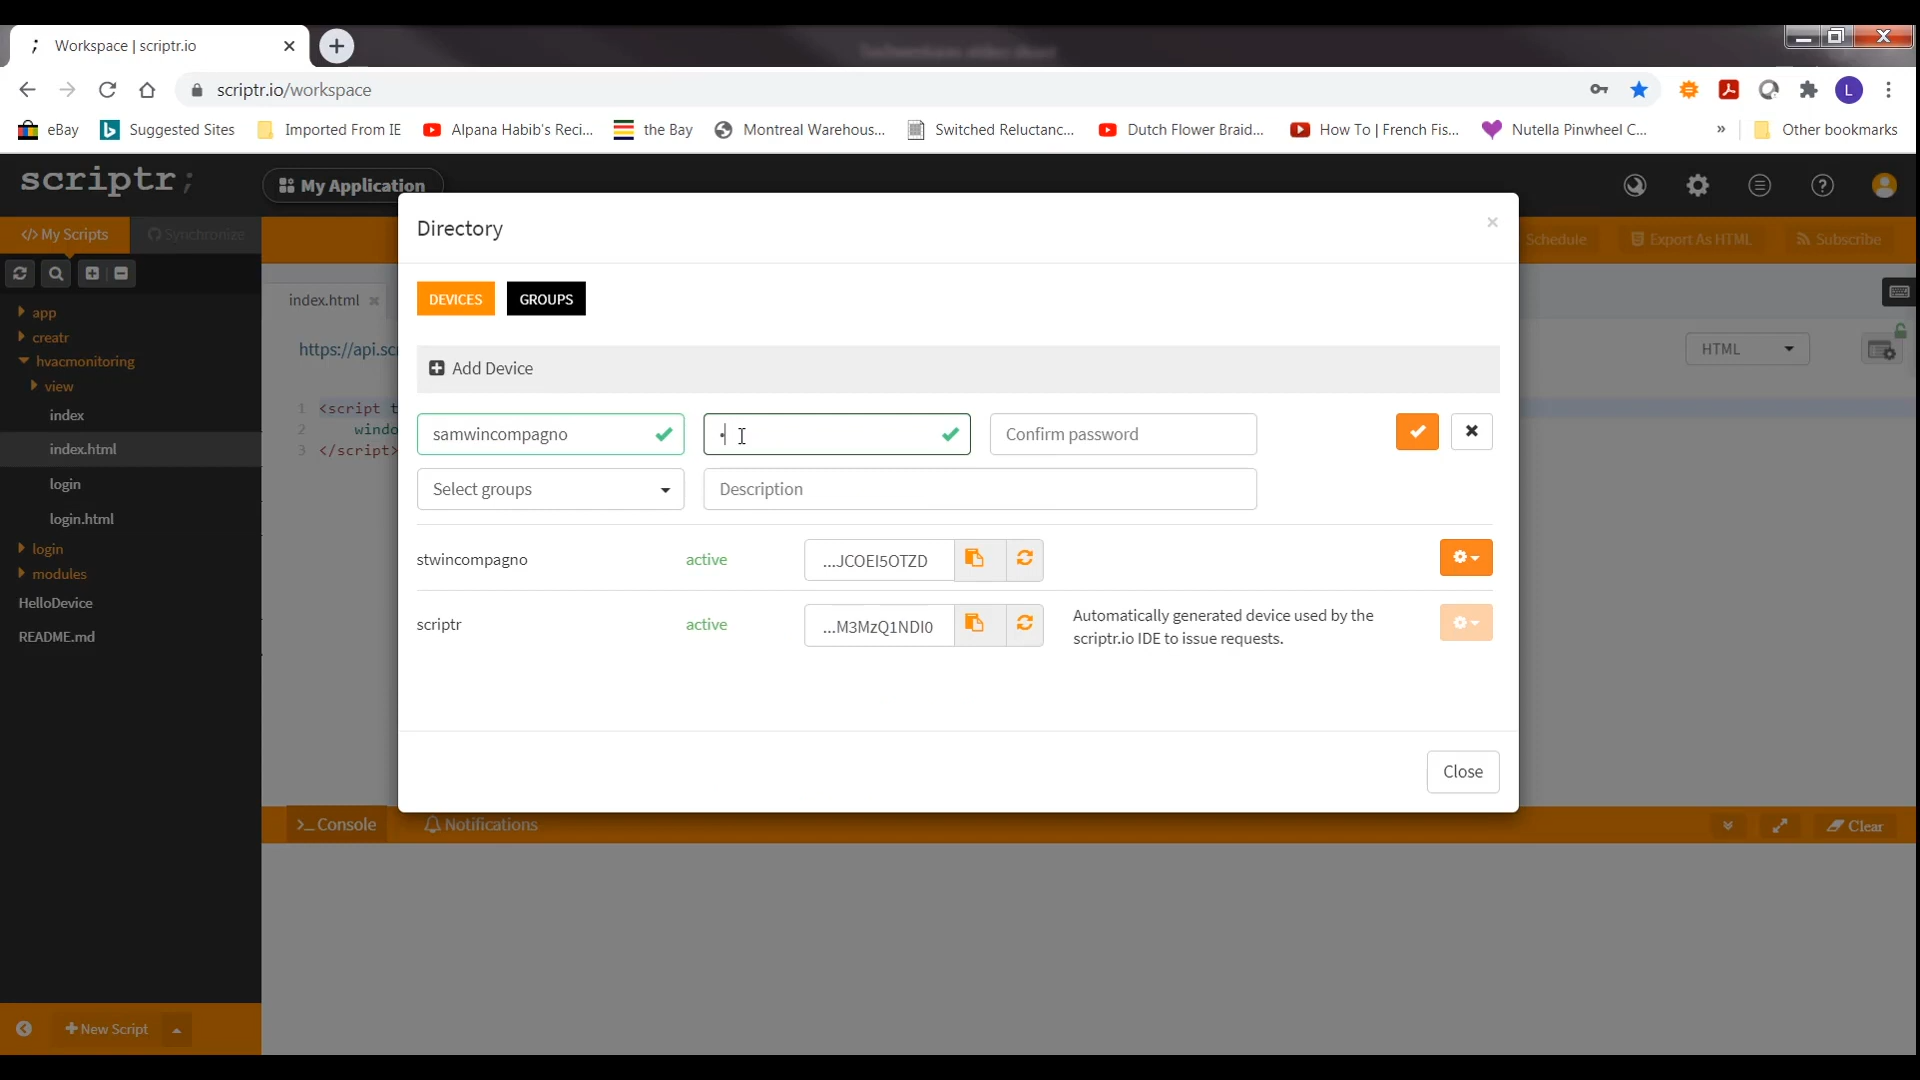 Workspace | scriptr.io
scriptr.io/workspace
L
eBay
Suggested Sites
Imported From IE
Alpana Habib's Reci...
the Bay
Montreal Warehous...
Switched Reluctanc...
Dutch Flower Braid...
How To | French Fis...
Nutella Pinwheel C...
»
Other bookmarks
scriptr;
My Application
</> My Scripts
Synchronize
Schedule
Export As HTML
Subscribe
app
creatr
hvacmonitoring
view
index
index.html
login
login.html
login
modules
HelloDevice
README.md
New Script
index.html
https://api.sc
HTML
1 <script t
2 windo
3 </script>
Directory
DEVICES
GROUPS
Add Device
samwincompagno
Confirm password
Select groups
Description
stwincompagno
active
...JCOEI5OTZD
scriptr
active
...M3MzQ1NDI0
Automatically generated device used by the
scriptr.io IDE to issue requests.
Close
>_ Console
Notifications
Clear